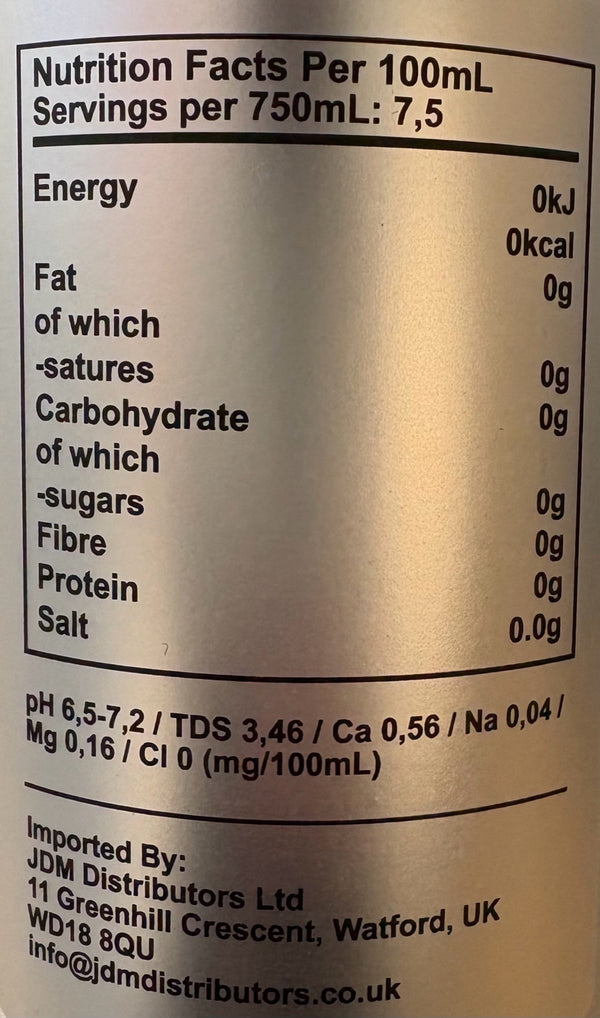 Nutrition Facts Per 100mL
Servings per 750mL: 7,5
Energy 0kJ
0kcal
Fat 0g
of which
-satures 0g
Carbohydrate 0g
of which
-sugars 0g
Fibre 0g
Protein 0g
Salt 0.0g
pH 6,5-7,2 / TDS 3,46 / Ca 0,56 / Na 0,04 /
Mg 0,16 / Cl 0 (mg/100mL)
Imported By:
JDM Distributors Ltd
11 Greenhill Crescent, Watford, UK
WD18 8QU
info@jdmdistributors.co.uk